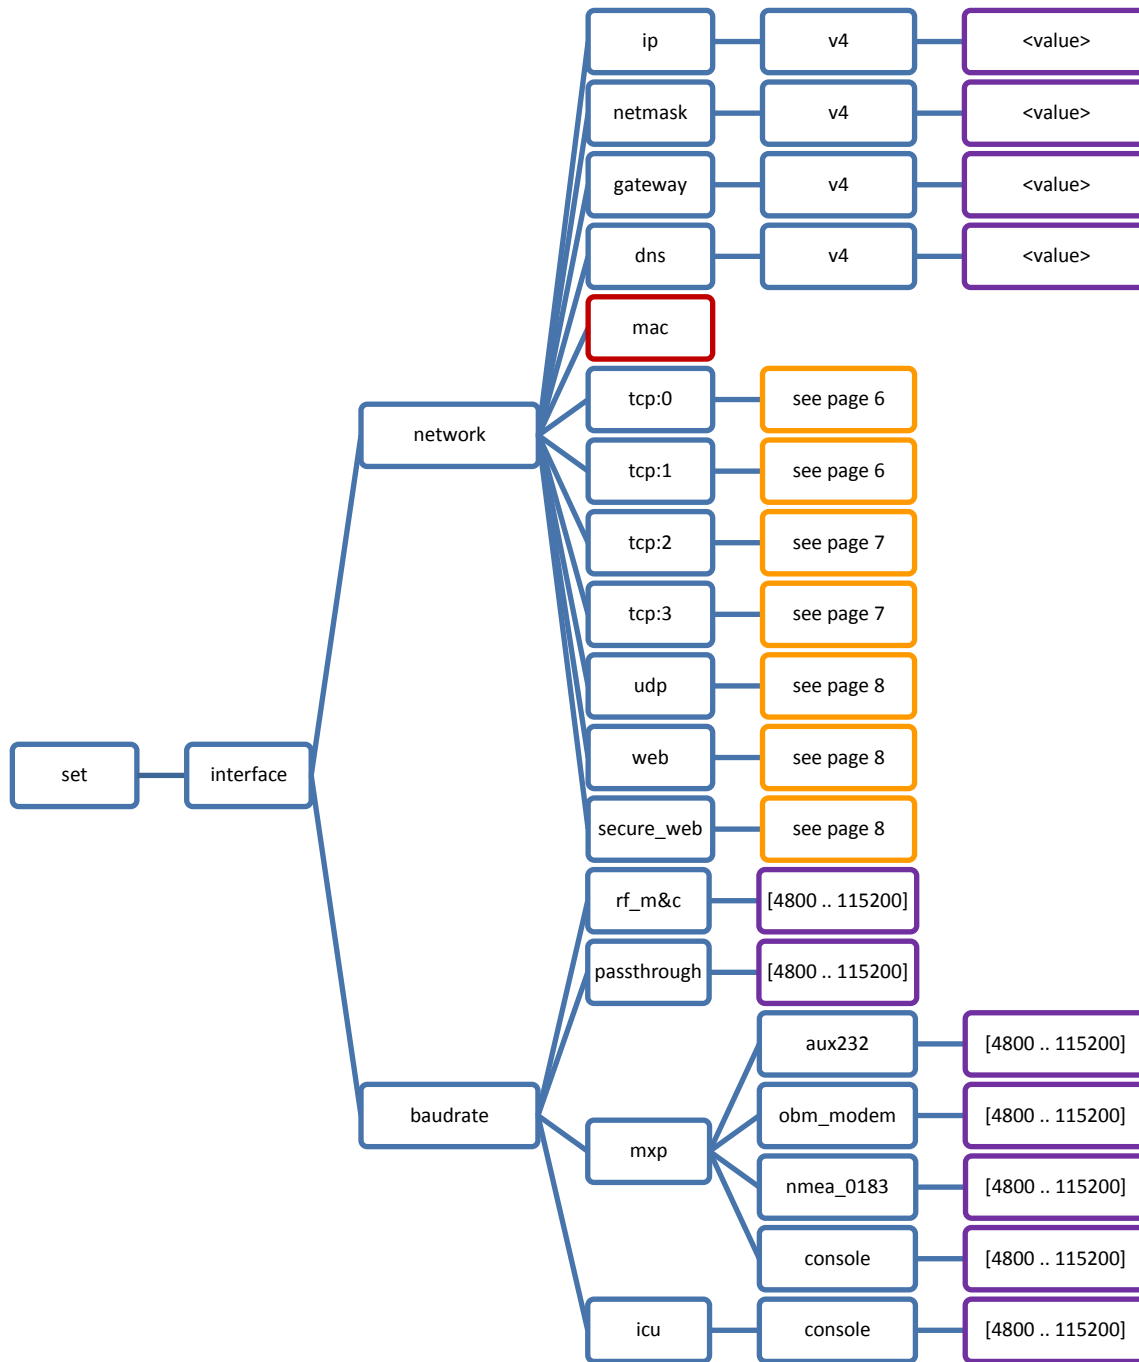 ip
v4
<value>
netmask
v4
<value>
gateway
v4
<value>
dns
v4
<value>
mac
tcp:0
see page 6
network
tcp:1
see page 6
tcp:2
see page 7
tcp:3
see page 7
udp
see page 8
web
see page 8
set
interface
secure_web
see page 8
rf_m&c
[4800 .. 115200]
passthrough
[4800 .. 115200]
aux232
[4800 .. 115200]
baudrate
obm_modem
[4800 .. 115200]
mxp
nmea_0183
[4800 .. 115200]
console
[4800 .. 115200]
icu
console
[4800 .. 115200]